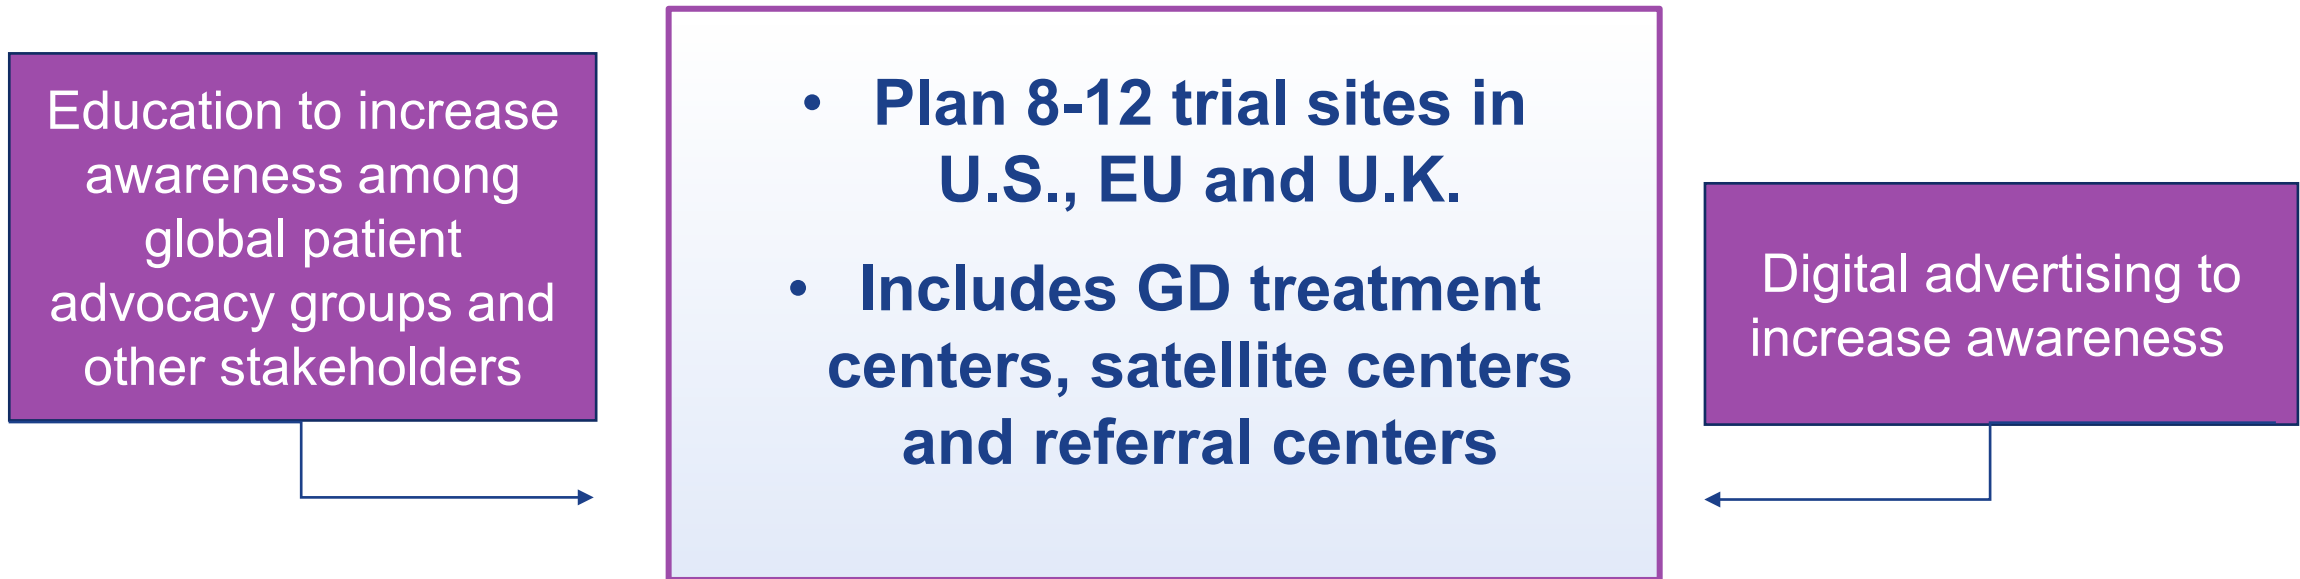 Education to increase
awareness among
global patient
advocacy groups and
other stakeholders
• Plan 8-12 trial sites in
U.S., EU and U.K.
• Includes GD treatment
centers, satellite centers
and referral centers
Digital advertising to
increase awareness